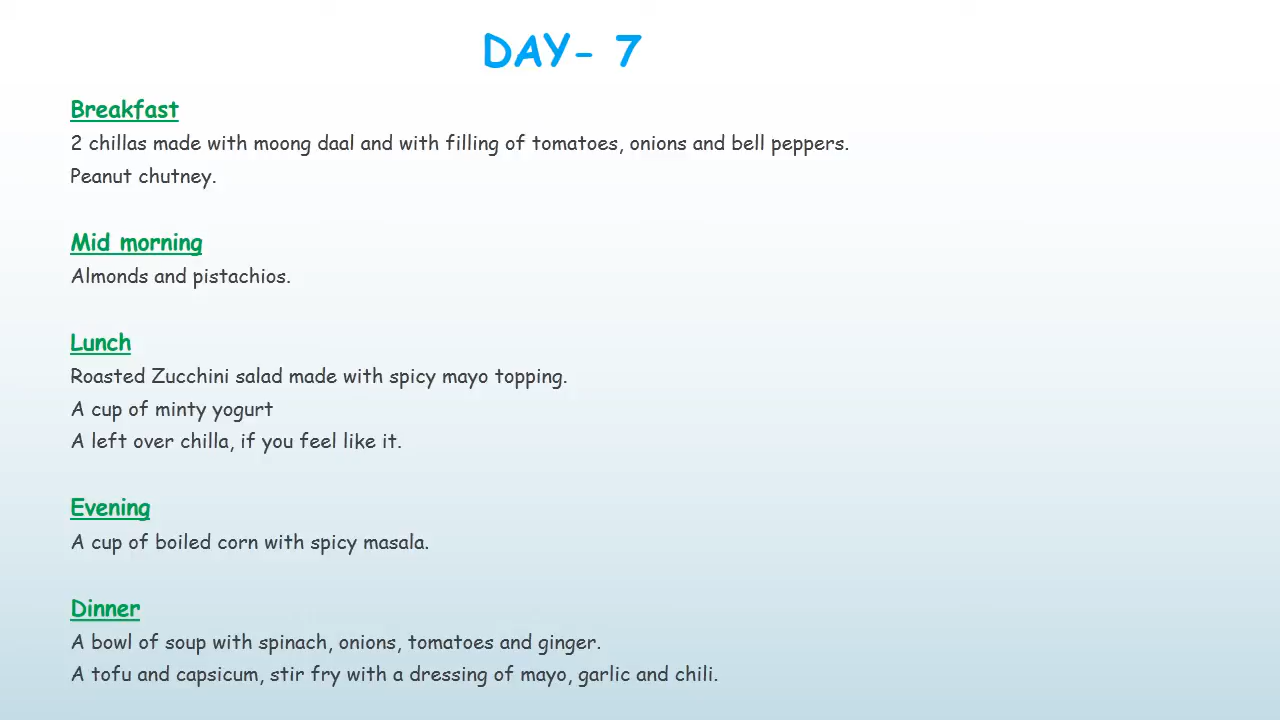 DAY- 7
Breakfast
2 chillas made with moong daal and with filling of tomatoes, onions and bell peppers.
Peanut chutney.
Mid morning
Almonds and pistachios.
Lunch
Roasted Zucchini salad made with spicy mayo topping.
A cup of minty yogurt
A left over chilla, if you feel like it.
Evening
A cup of boiled corn with spicy masala.
Dinner
A bowl of soup with spinach, onions, tomatoes and ginger.
A tofu and capsicum, stir fry with a dressing of mayo, garlic and chili.